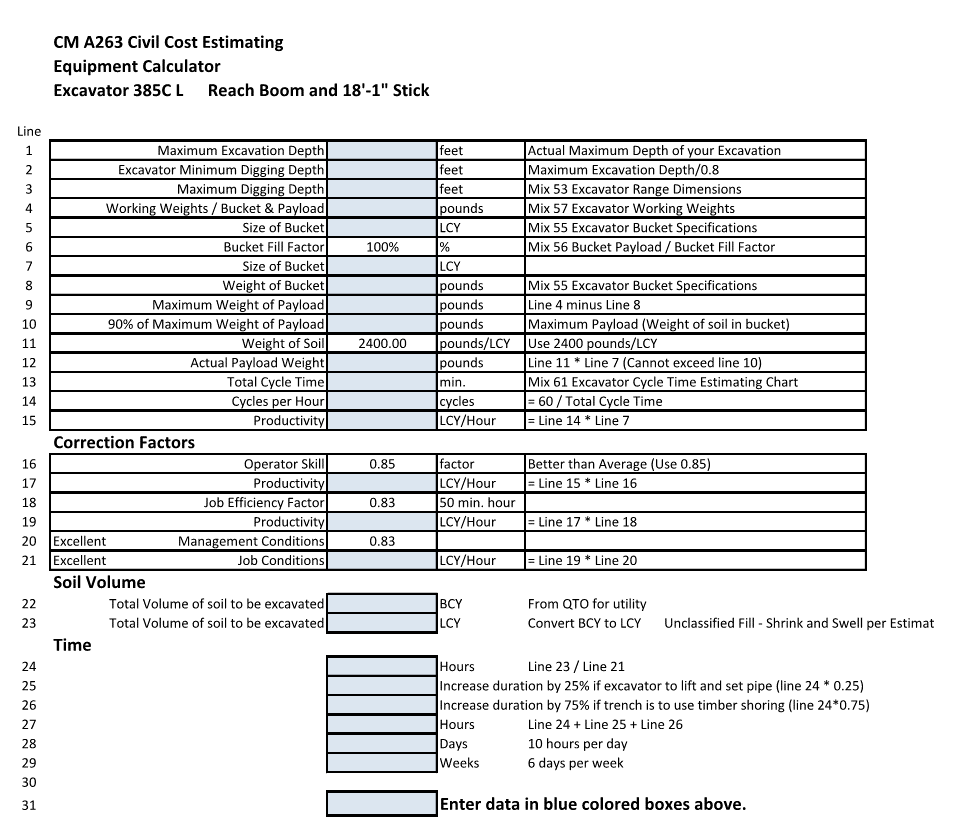 CM A263 Civil Cost Estimating
Equipment Calculator
Excavator 385C L Reach Boom and 18'-1" Stick
Line
1 Maximum Excavation Depth feet Actual Maximum Depth of your Excavation
2 Excavator Minimum Digging Depth feet Maximum Excavation Depth/0.8
3 Maximum Digging Depth feet Mix 53 Excavator Range Dimensions
4 Working Weights / Bucket & Payload pounds Mix 57 Excavator Working Weights
5 Size of Bucket LCY Mix 55 Excavator Bucket Specifications
6 Bucket Fill Factor 100% % Mix 56 Bucket Payload / Bucket Fill Factor
7 Size of Bucket LCY
8 Weight of Bucket pounds Mix 55 Excavator Bucket Specifications
9 Maximum Weight of Payload pounds Line 4 minus Line 8
10 90% of Maximum Weight of Payload pounds Maximum Payload (Weight of soil in bucket)
11 Weight of Soil 2400.00 pounds/LCY Use 2400 pounds/LCY
12 Actual Payload Weight pounds Line 11 * Line 7 (Cannot exceed line 10)
13 Total Cycle Time min. Mix 61 Excavator Cycle Time Estimating Chart
14 Cycles per Hour cycles = 60 / Total Cycle Time
15 Productivity LCY/Hour = Line 14 * Line 7
Correction Factors
16 Operator Skill 0.85 factor Better than Average (Use 0.85)
17 Productivity LCY/Hour = Line 15 * Line 16
18 Job Efficiency Factor 0.83 50 min. hour
19 Productivity LCY/Hour = Line 17 * Line 18
20 Excellent Management Conditions 0.83
21 Excellent Job Conditions LCY/Hour = Line 19 * Line 20
Soil Volume
22 Total Volume of soil to be excavated BCY From QTO for utility
23 Total Volume of soil to be excavated LCY Convert BCY to LCY Unclassified Fill - Shrink and Swell per Estimat
Time
24 Hours Line 23 / Line 21
25 Increase duration by 25% if excavator to lift and set pipe (line 24 * 0.25)
26 Increase duration by 75% if trench is to use timber shoring (line 24*0.75)
27 Hours Line 24 + Line 25 + Line 26
28 Days 10 hours per day
29 Weeks 6 days per week
30
31 Enter data in blue colored boxes above.